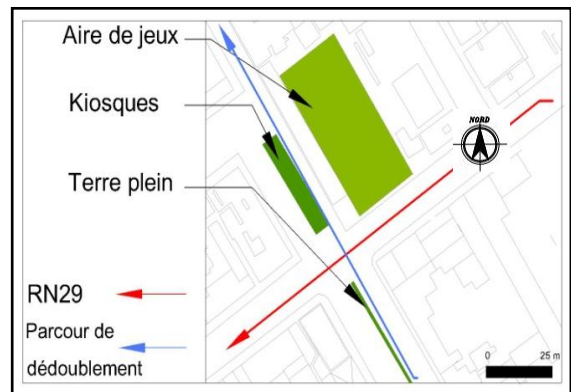 Aire de jeux
Kiosques
NORD
Terre plein
RN29
Parcour de
dédoublement
0 25 m